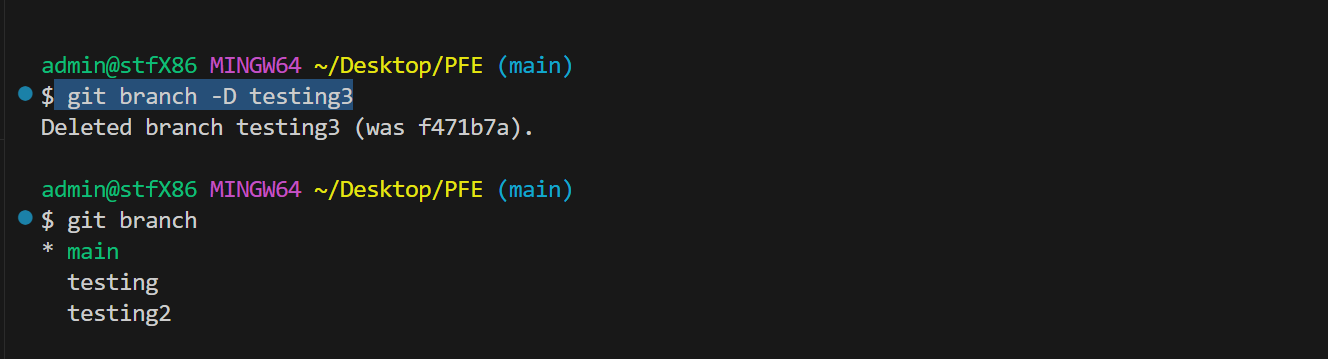 admin@stfX86 MINGW64 ~/Desktop/PFE (main)
$ git branch -D testing3
Deleted branch testing3 (was f471b7a).
admin@stfX86 MINGW64 ~/Desktop/PFE (main)
$ git branch
* main
testing
testing2